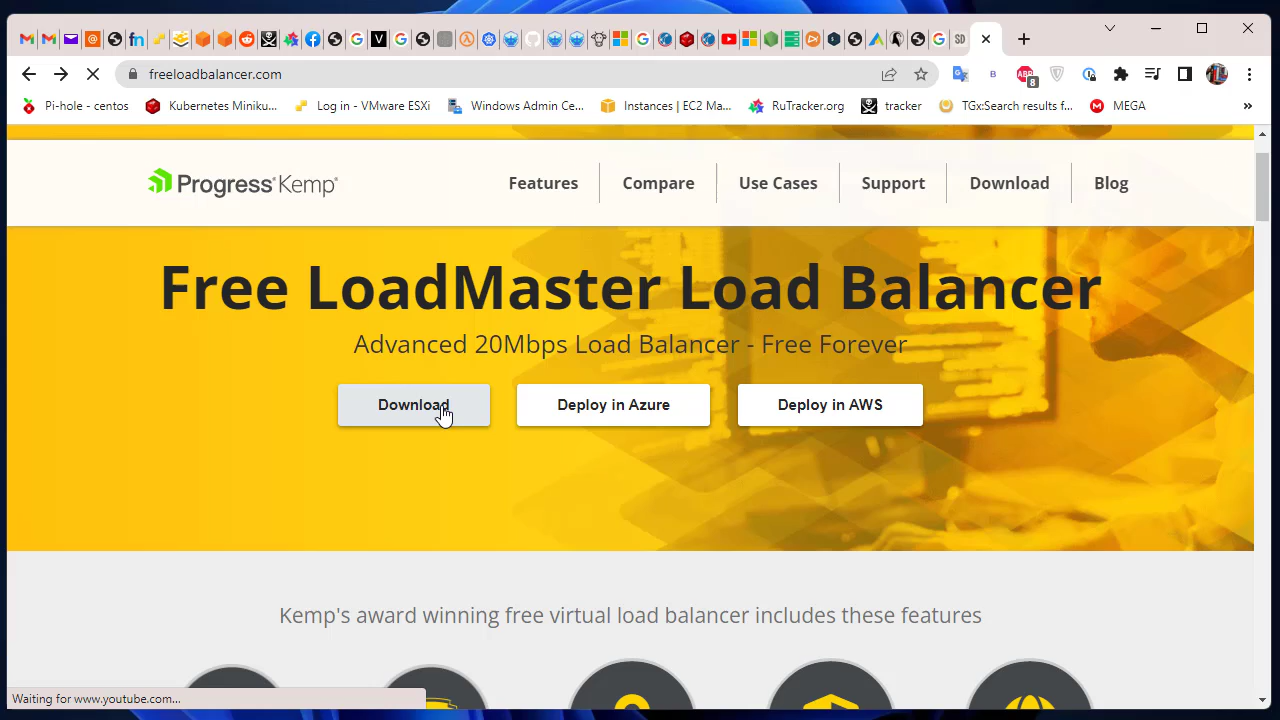 SD
freeloadbalancer.com
8
Pi-hole - centos
Kubernetes Miniku...
Log in - VMware ESXi
Windows Admin Ce...
Instances | EC2 Ma...
RuTracker.org
tracker
TGx:Search results f...
MEGA
»
Progress® Kemp®
Features
Compare
Use Cases
Support
Download
Blog
Free LoadMaster Load Balancer
Advanced 20Mbps Load Balancer - Free Forever
Download
Deploy in Azure
Deploy in AWS
Kemp's award winning free virtual load balancer includes these features
Waiting for www.youtube.com...